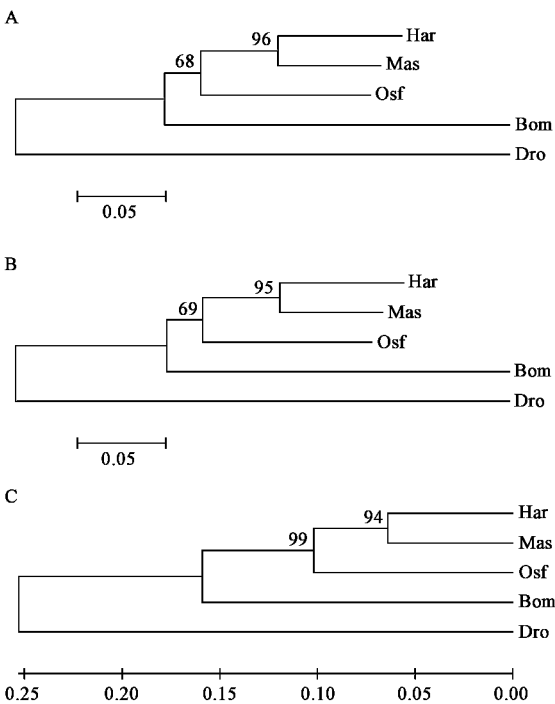 A
96
Har
68
Mas
Osf
Bom
Dro
0.05
B
95
Har
69
Mas
Osf
Bom
Dro
0.05
C
94
Har
99
Mas
Osf
Bom
Dro
0.25 0.20 0.15 0.10 0.05 0.00